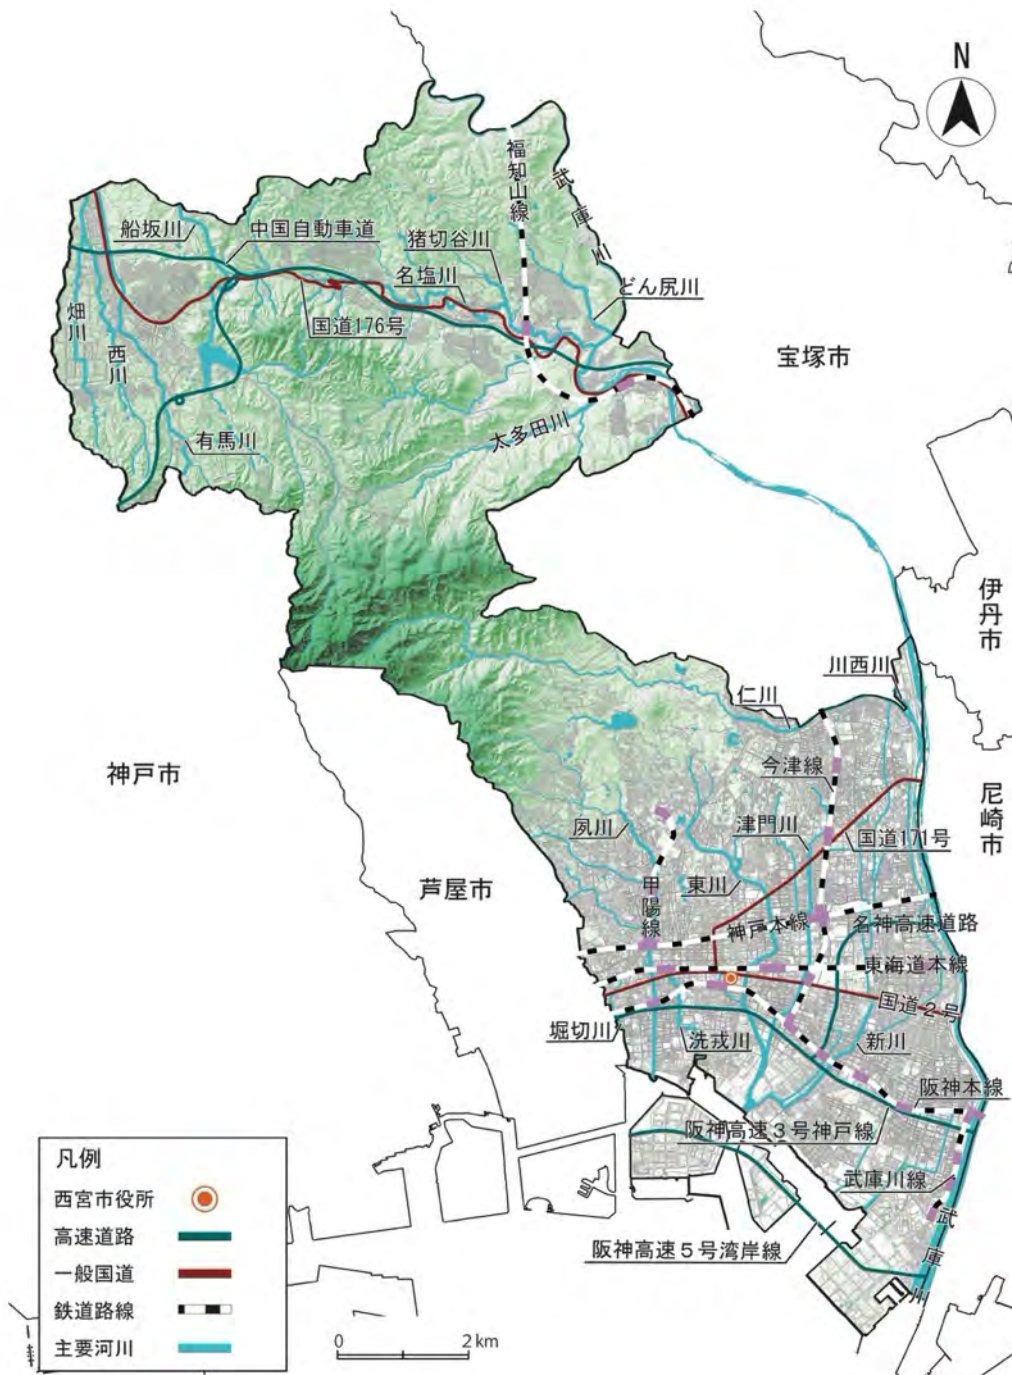 N
福知山線
武庫川
船坂川
中国自動車道
猪切谷川
名塩川
どん尻川
国道176号
畑川
西川
宝塚市
有馬川
太多田川
伊丹市
川西川
仁川
神戸市
今津線
尼崎市
夙川
津門川
国道171号
芦屋市
甲陽線
東川
神戸本線
名神高速道路
東海道本線
国道2号
堀切川
洗戎川
新川
阪神本線
阪神高速3号神戸線
武庫川線
武庫川
阪神高速5号湾岸線
凡例
西宮市役所
高速道路
一般国道
鉄道路線
主要河川
0 2km